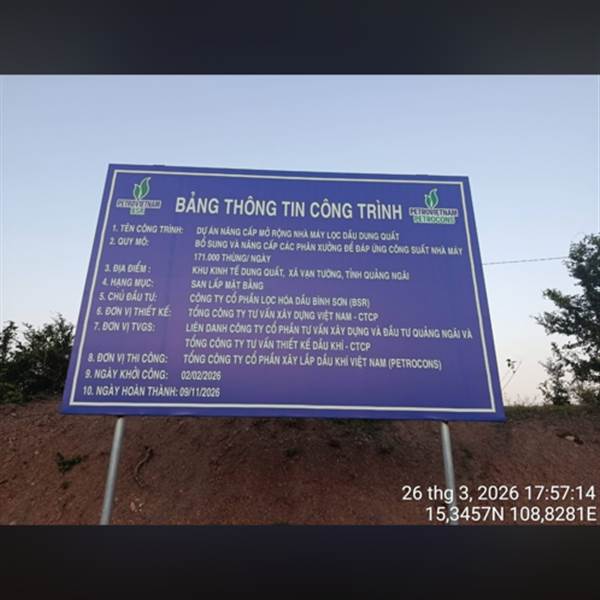 PETROVIETNAM
BSR
BẢNG THÔNG TIN CÔNG TRÌNH
PETROVIETNAM
PETROCONS
1. TÊN CÔNG TRÌNH: DỰ ÁN NÂNG CẤP MỞ RỘNG NHÀ MÁY LỌC DẦU DUNG QUẤT
2. QUY MÔ: BỔ SUNG VÀ NÂNG CẤP CÁC PHÂN XƯỞNG ĐỂ ĐÁP ỨNG CÔNG SUẤT NHÀ MÁY
171.000 THÙNG/ NGÀY
3. ĐỊA ĐIỂM : KHU KINH TẾ DUNG QUẤT, XÃ VẠN TƯỜNG, TỈNH QUẢNG NGÃI
4. HẠNG MỤC: SAN LẤP MẶT BẰNG
5. CHỦ ĐẦU TƯ: CÔNG TY CỔ PHẦN LỌC HÓA DẦU BÌNH SƠN (BSR)
6. ĐƠN VỊ THIẾT KẾ: TỔNG CÔNG TY TƯ VẤN XÂY DỰNG VIỆT NAM - CTCP
7. ĐƠN VỊ TVGS: LIÊN DANH CÔNG TY CỔ PHẦN TƯ VẤN XÂY DỰNG VÀ ĐẦU TƯ QUẢNG NGÃI VÀ
TỔNG CÔNG TY TƯ VẤN THIẾT KẾ DẦU KHÍ - CTCP
8. ĐƠN VỊ THI CÔNG: TỔNG CÔNG TY CỔ PHẦN XÂY LẮP DẦU KHÍ VIỆT NAM (PETROCONS)
9. NGÀY KHỞI CÔNG: 02/02/2026
10. NGÀY HOÀN THÀNH: 09/11/2026
26 thg 3, 2026 17:57:14
15,3457N 108,8281E